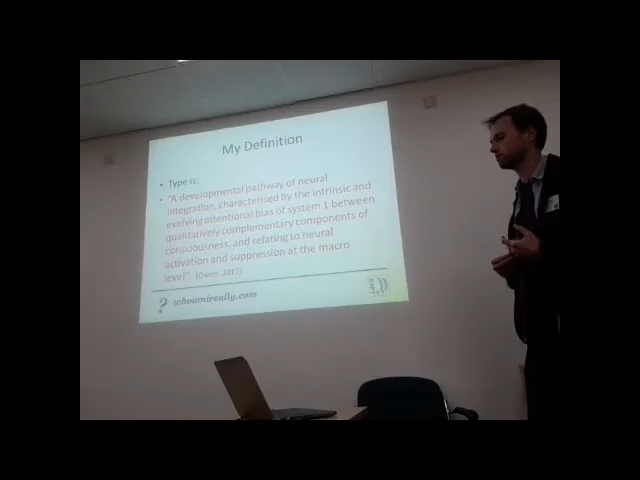 My Definition
• Type is:
• "A developmental pathway of neural
integration, characterised by the intrinsic and
evolving attentional bias of system 1 between
qualitatively complementary components of
consciousness, and relating to neural
activation and suppression at the macro
level" (Owen, 2017)
? whoamireally.com